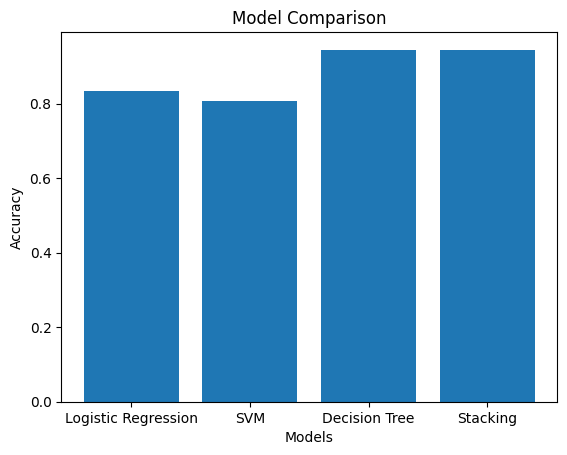 Model Comparison
Accuracy
0.8
0.6
0.4
0.2
0.0
Logistic Regression SVM Decision Tree Stacking
Models